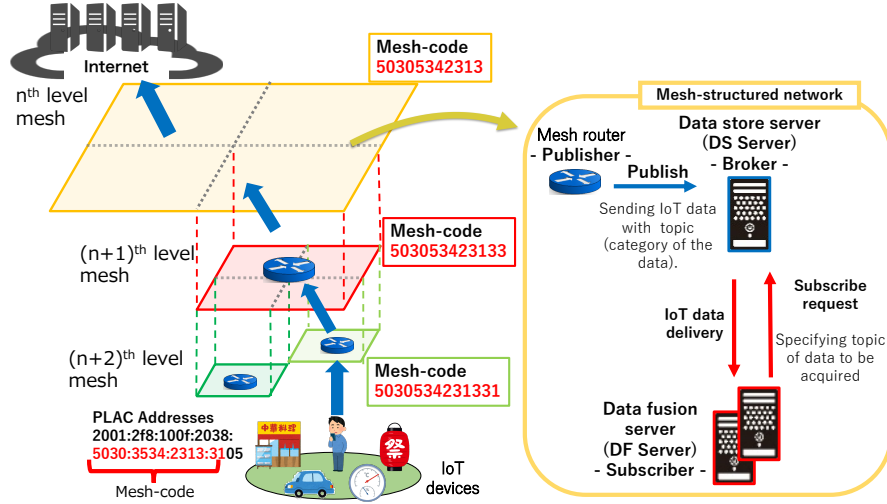 Internet
nth level
mesh
Mesh-code
50305342313
(n+1)th level
mesh
Mesh-code
503053423133
(n+2)th level
mesh
Mesh-code
5030534231331
PLAC Addresses
2001:2f8:100f:2038:
5030:3534:2313:3105
Mesh-code
中華料理
祭
IoT
devices
Mesh-structured network
Mesh router
- Publisher -
Publish
Data store server
(DS Server)
- Broker -
Sending IoT data
with topic
(category of the
data).
IoT data
delivery
Subscribe
request
Specifying topic
of data to be
acquired
Data fusion
server
(DF Server)
- Subscriber -